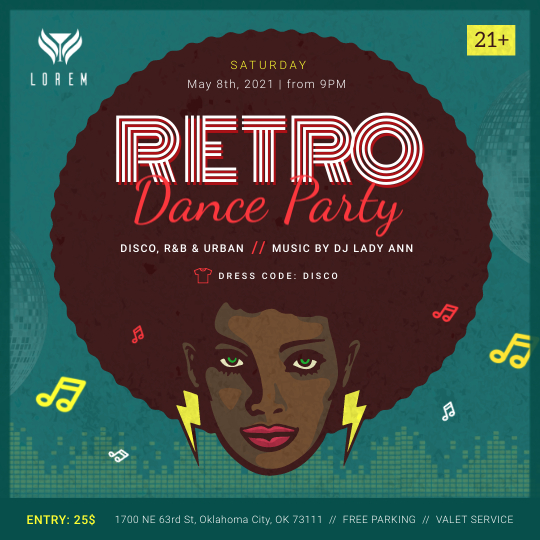 LOREM
21+
SATURDAY
May 8th, 2021 | from 9PM
RETRO
Dance Party
DISCO, R&B & URBAN // MUSIC BY DJ LADY ANN
DRESS CODE: DISCO
ENTRY: 25$ 1700 NE 63rd St, Oklahoma City, OK 73111 // FREE PARKING // VALET SERVICE